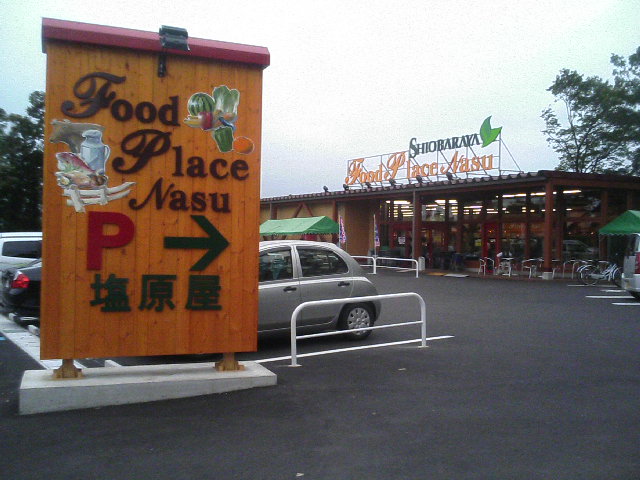 Food
Place
Nasu
P →
塩原屋
SHIOBARAYA
Food Place Nasu